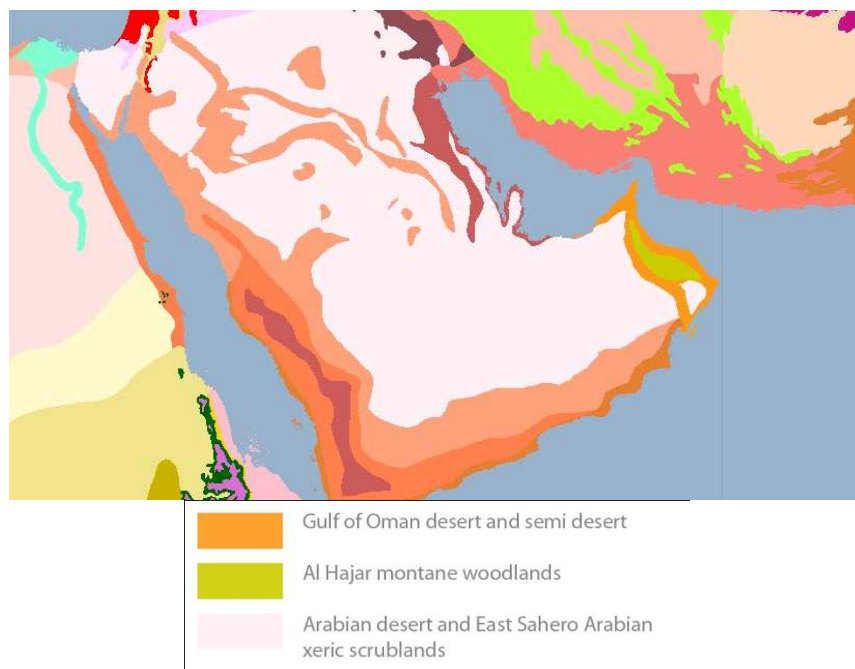 Gulf of Oman desert and semi desert
Al Hajar montane woodlands
Arabian desert and East Sahero Arabian
xeric scrublands